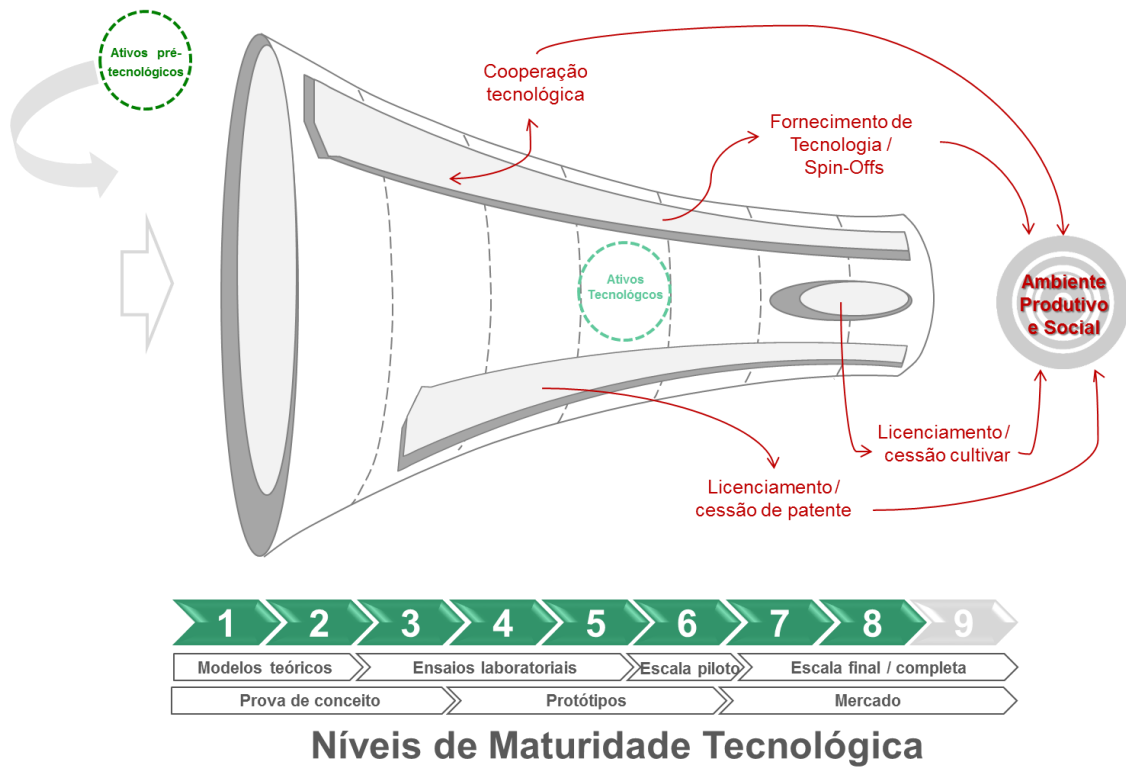 Ativos pré-
tecnológicos
Cooperação
tecnológica
Fornecimento de
Tecnologia /
Spin-Offs
Ativos
Tecnológcos
Ambiente
Produtivo
e Social
Licenciamento/
cessão cultivar
Licenciamento/
cessão de patente
1 2 3 4 5 6 7 8 9
Modelos teóricos Ensaios laboratoriais Escala piloto Escala final / completa
Prova de conceito Protótipos Mercado
Níveis de Maturidade Tecnológica